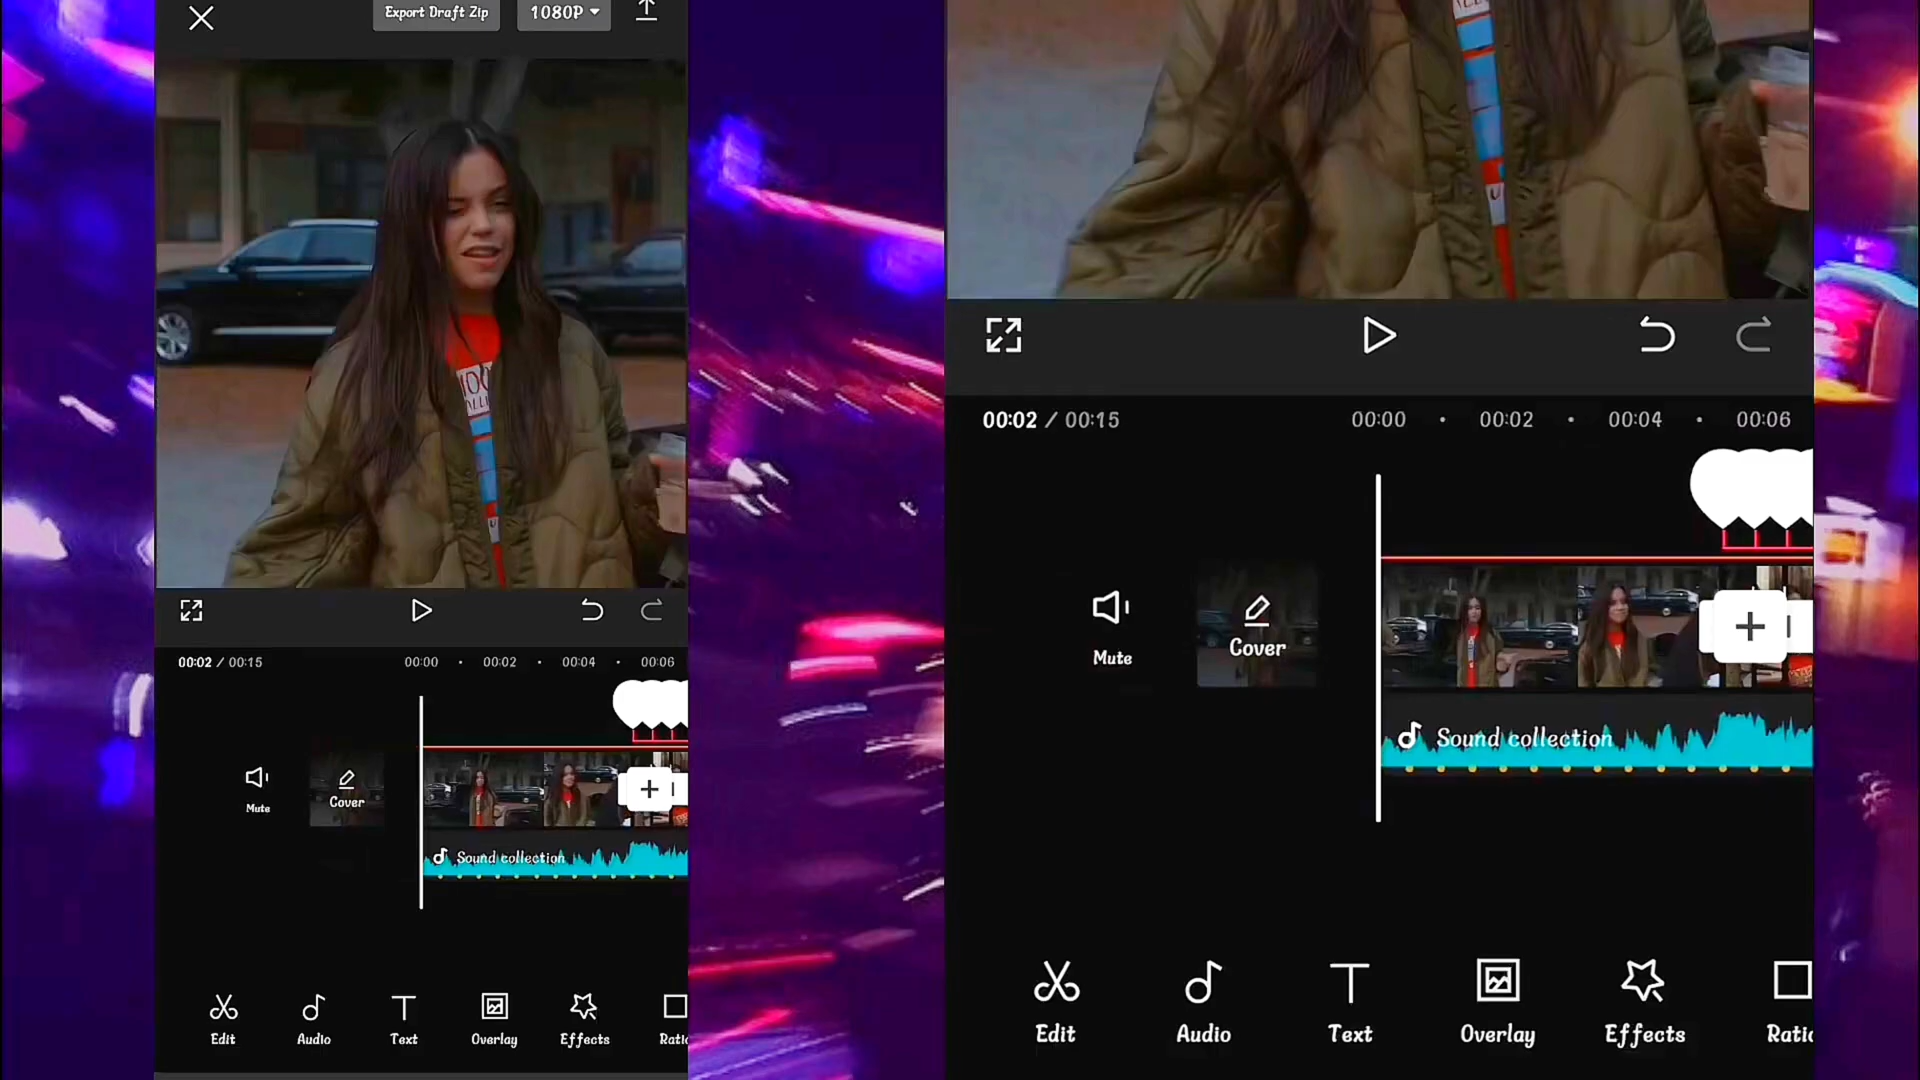 Export Draft Zip
1080P
00:02 / 00:15
00:00
00:02
00:04
00:06
Mute
Cover
Sound collection
Edit
Audio
Text
Overlay
Effects
00:02 / 00:15
00:00
00:02
00:04
00:06
Mute
Cover
Sound collection
Edit
Audio
Text
Overlay
Effects